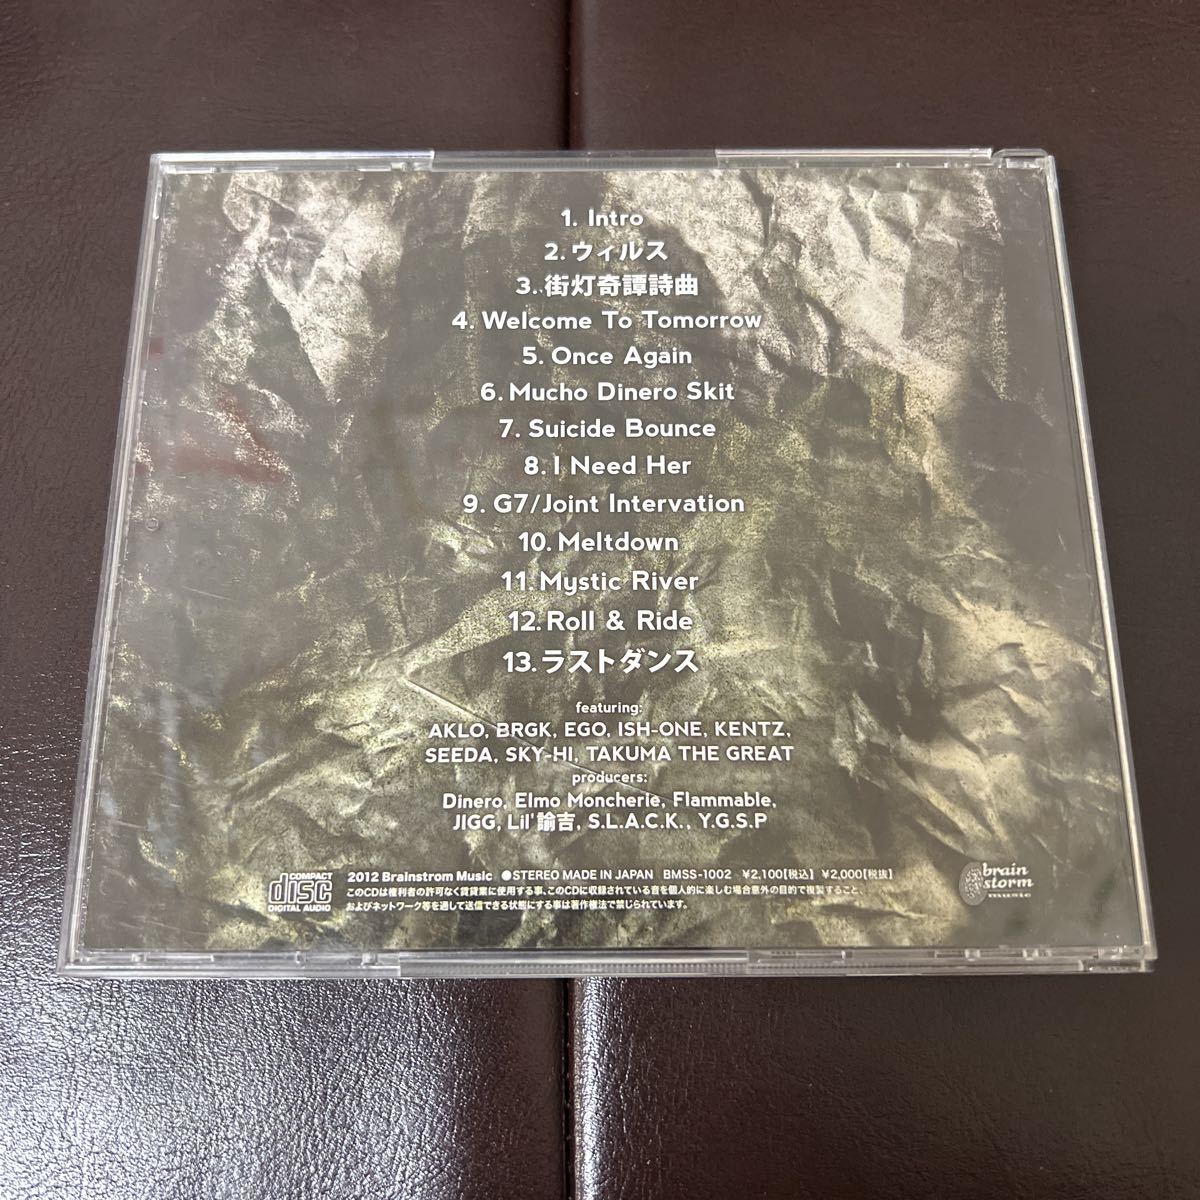 1. Intro
2. ウィルス
3. 街灯奇譚詩曲
4. Welcome To Tomorrow
5. Once Again
6. Mucho Dinero Skit
7. Suicide Bounce
8. I Need Her
9. G7/Joint Intervation
10. Meltdown
11. Mystic River
12. Roll & Ride
13. ラストダンス
featuring:
AKLO, BRGK, EGO, ISH-ONE, KENTZ,
SEEDA, SKY-HI, TAKUMA THE GREAT
producers:
Dinero, Elmo Moncherie, Flammable,
JIGG, Lil'諭吉, S.L.A.C.K., Y.G.S.P
COMPACT
disc
DIGITAL AUDIO
2012 Brainstrom Music ●STEREO MADE IN JAPAN BMSS-1002 ¥2,100[税込] ¥2,000[税抜]
このCDは権利者の許可なく賃貸業に使用する事、このCDに収録されている音を個人的に楽しむ場合意外の目的で複製すること、
およびネットワーク等を通して送信できる状態にする事は著作権法で禁じられています。
brain
storm
music